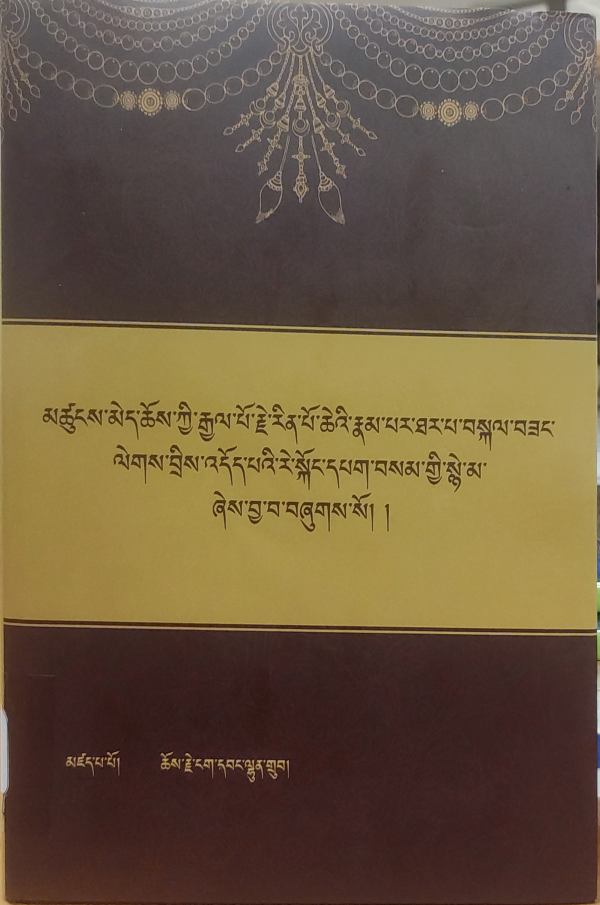 མཚུངས་མེད་ཆོས་ཀྱི་རྒྱལ་པོ་རྗེ་རིན་པོ་ཆེའི་རྣམ་པར་ཐར་པ་བསྐལ་བཟང་
ལེགས་བྲིས་འདོད་པའི་རེ་སྐོང་དཔག་བསམ་གྱི་སྙེ་མ་
ཞེས་བྱ་བ་བཞུགས་སོ། །
མཛད་པ་པོ། ཆོས་རྗེ་ངག་དབང་ལྷུན་གྲུབ།